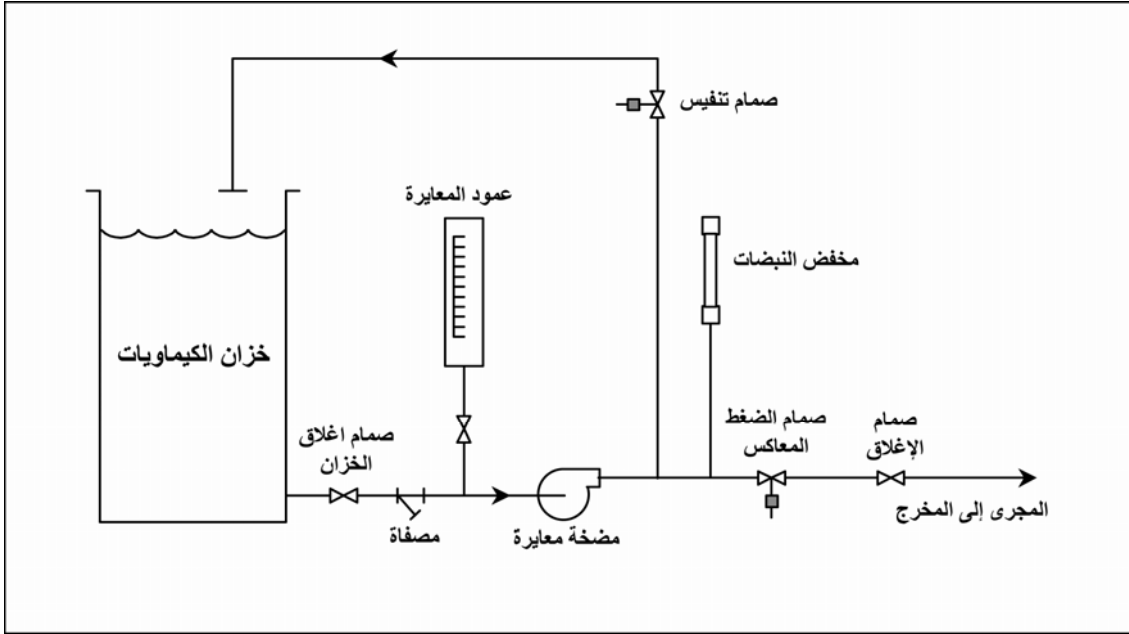 صمام تنفيس
عمود المعايرة
مخفض النبضات
خزان الكيماويات
صمام اغلاق
الخزان
صمام الضغط
المعاكس
صمام
الإغلاق
مصفاة
مضخة معايرة
المجرى إلى المخرج